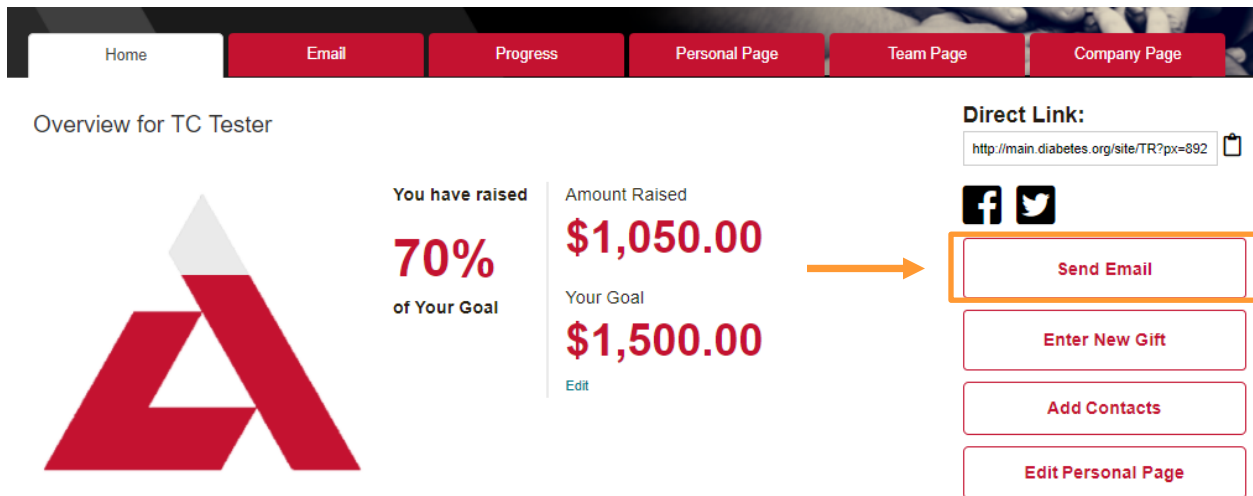 Home
Email
Progress
Personal Page
Team Page
Company Page
Overview for TC Tester
You have raised
70%
of Your Goal
Amount Raised
$1,050.00
Your Goal
$1,500.00
Edit
Direct Link:
http://main.diabetes.org/site/TR?px=892
Send Email
Enter New Gift
Add Contacts
Edit Personal Page